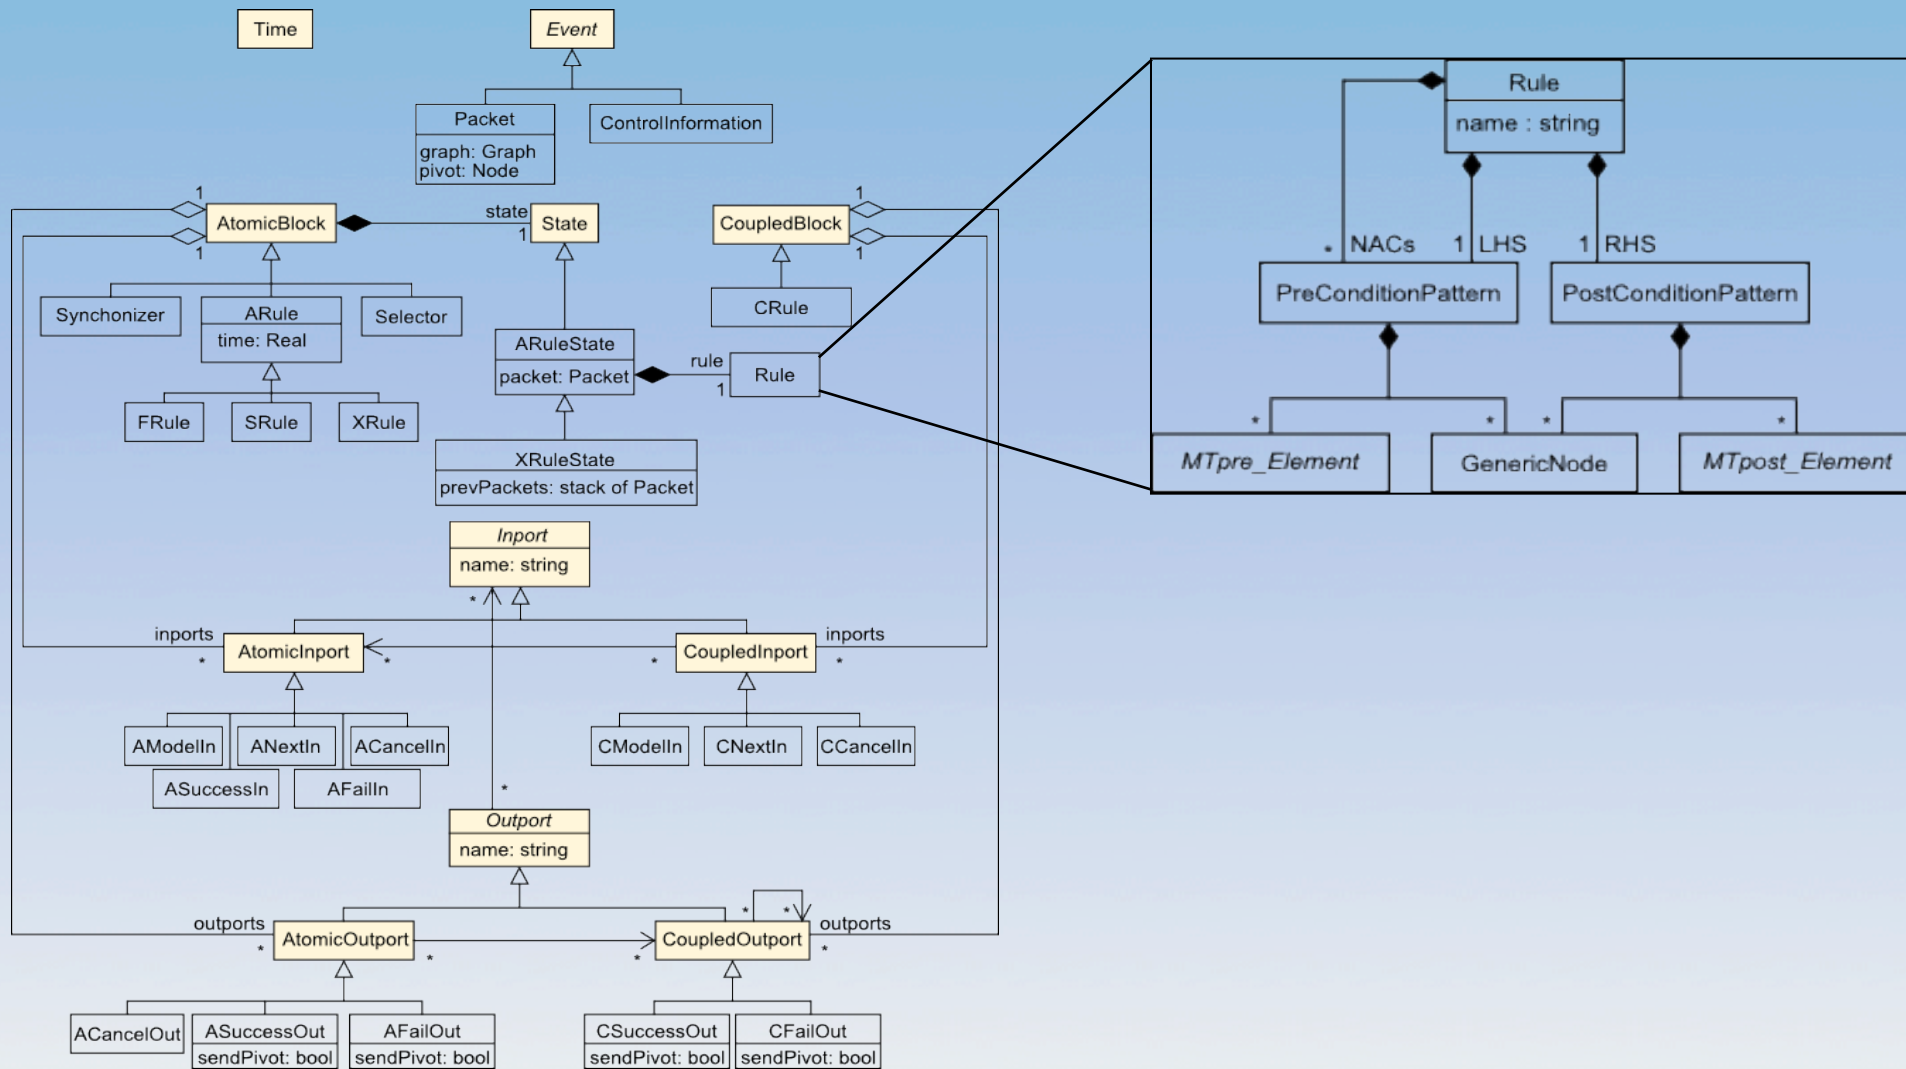 Time
Event
Packet
graph: Graph
pivot: Node
ControlInformation
Rule
name : string
* NACs
1 LHS
1 RHS
PreConditionPattern
PostConditionPattern
* * * *
MTpre_Element
GenericNode
MTpost_Element
1
AtomicBlock
1
state
1
State
1
CoupledBlock
1
Synchonizer
ARule
time: Real
Selector
CRule
ARuleState
packet: Packet
rule
1
Rule
FRule
SRule
XRule
XRuleState
prevPackets: stack of Packet
Inport
name: string
*
inports
*
AtomicInport
*
*
CoupledInport
inports
*
AModelIn
ANextIn
ACancelIn
ASuccessIn
AFailIn
CModelIn
CNextIn
CCancelIn
*
Outport
name: string
outports
*
AtomicOutport
*
*
* *
CoupledOutport
outports
*
ACancelOut
ASuccessOut
sendPivot: bool
AFailOut
sendPivot: bool
CSuccessOut
sendPivot: bool
CFailOut
sendPivot: bool